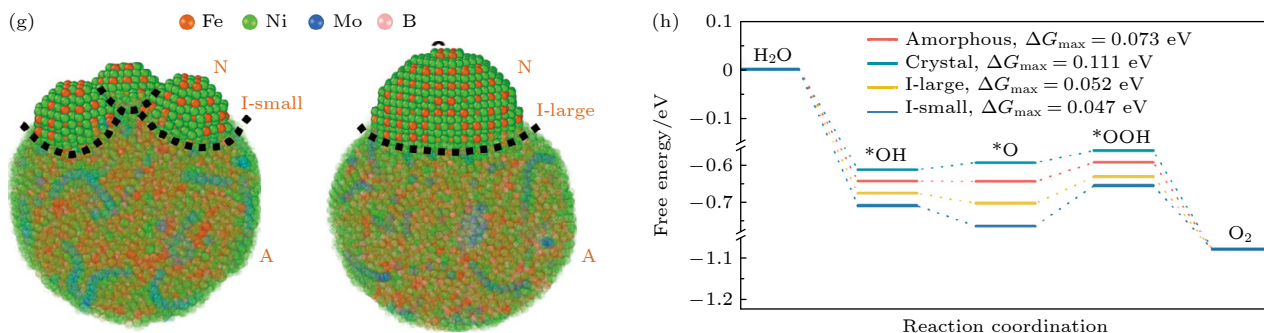 (g)
Fe Ni Mo B
N
I-small
A
N
I-large
A
(h)
Free energy/eV
0.1
0
−0.1
−0.6
−0.7
−1.1
−1.2
H₂O
Amorphous, ΔGmax = 0.073 eV
Crystal, ΔGmax = 0.111 eV
I-large, ΔGmax = 0.052 eV
I-small, ΔGmax = 0.047 eV
*OH
*O
*OOH
O₂
Reaction coordination